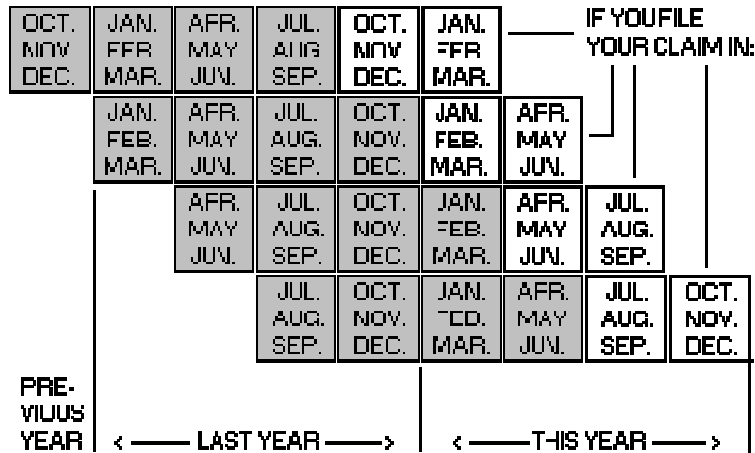 OCT. JAN. APR. JUL. OCT. JAN. IF YOU FILE
NOV FEB MAY AUG NOV FEB YOUR CLAIM IN:
DEC. MAR. JUN. SEP. DEC. MAR.
JAN. APR. JUL. OCT. JAN. APR.
FEB. MAY AUG. NOV. FEB. MAY
MAR. JUN. SEP. DEC. MAR. JUN.
APR. JUL. OCT. JAN. APR. JUL.
MAY AUG. NOV. FEB. MAY AUG.
JUN. SEP. DEC. MAR. JUN. SEP.
JUL. OCT. JAN. APR. JUL. OCT.
AUG. NOV. FEB. MAY AUG. NOV.
SEP. DEC. MAR. JUN. SEP. DEC.
PRE-
VIOUS
YEAR < LAST YEAR > < THIS YEAR >